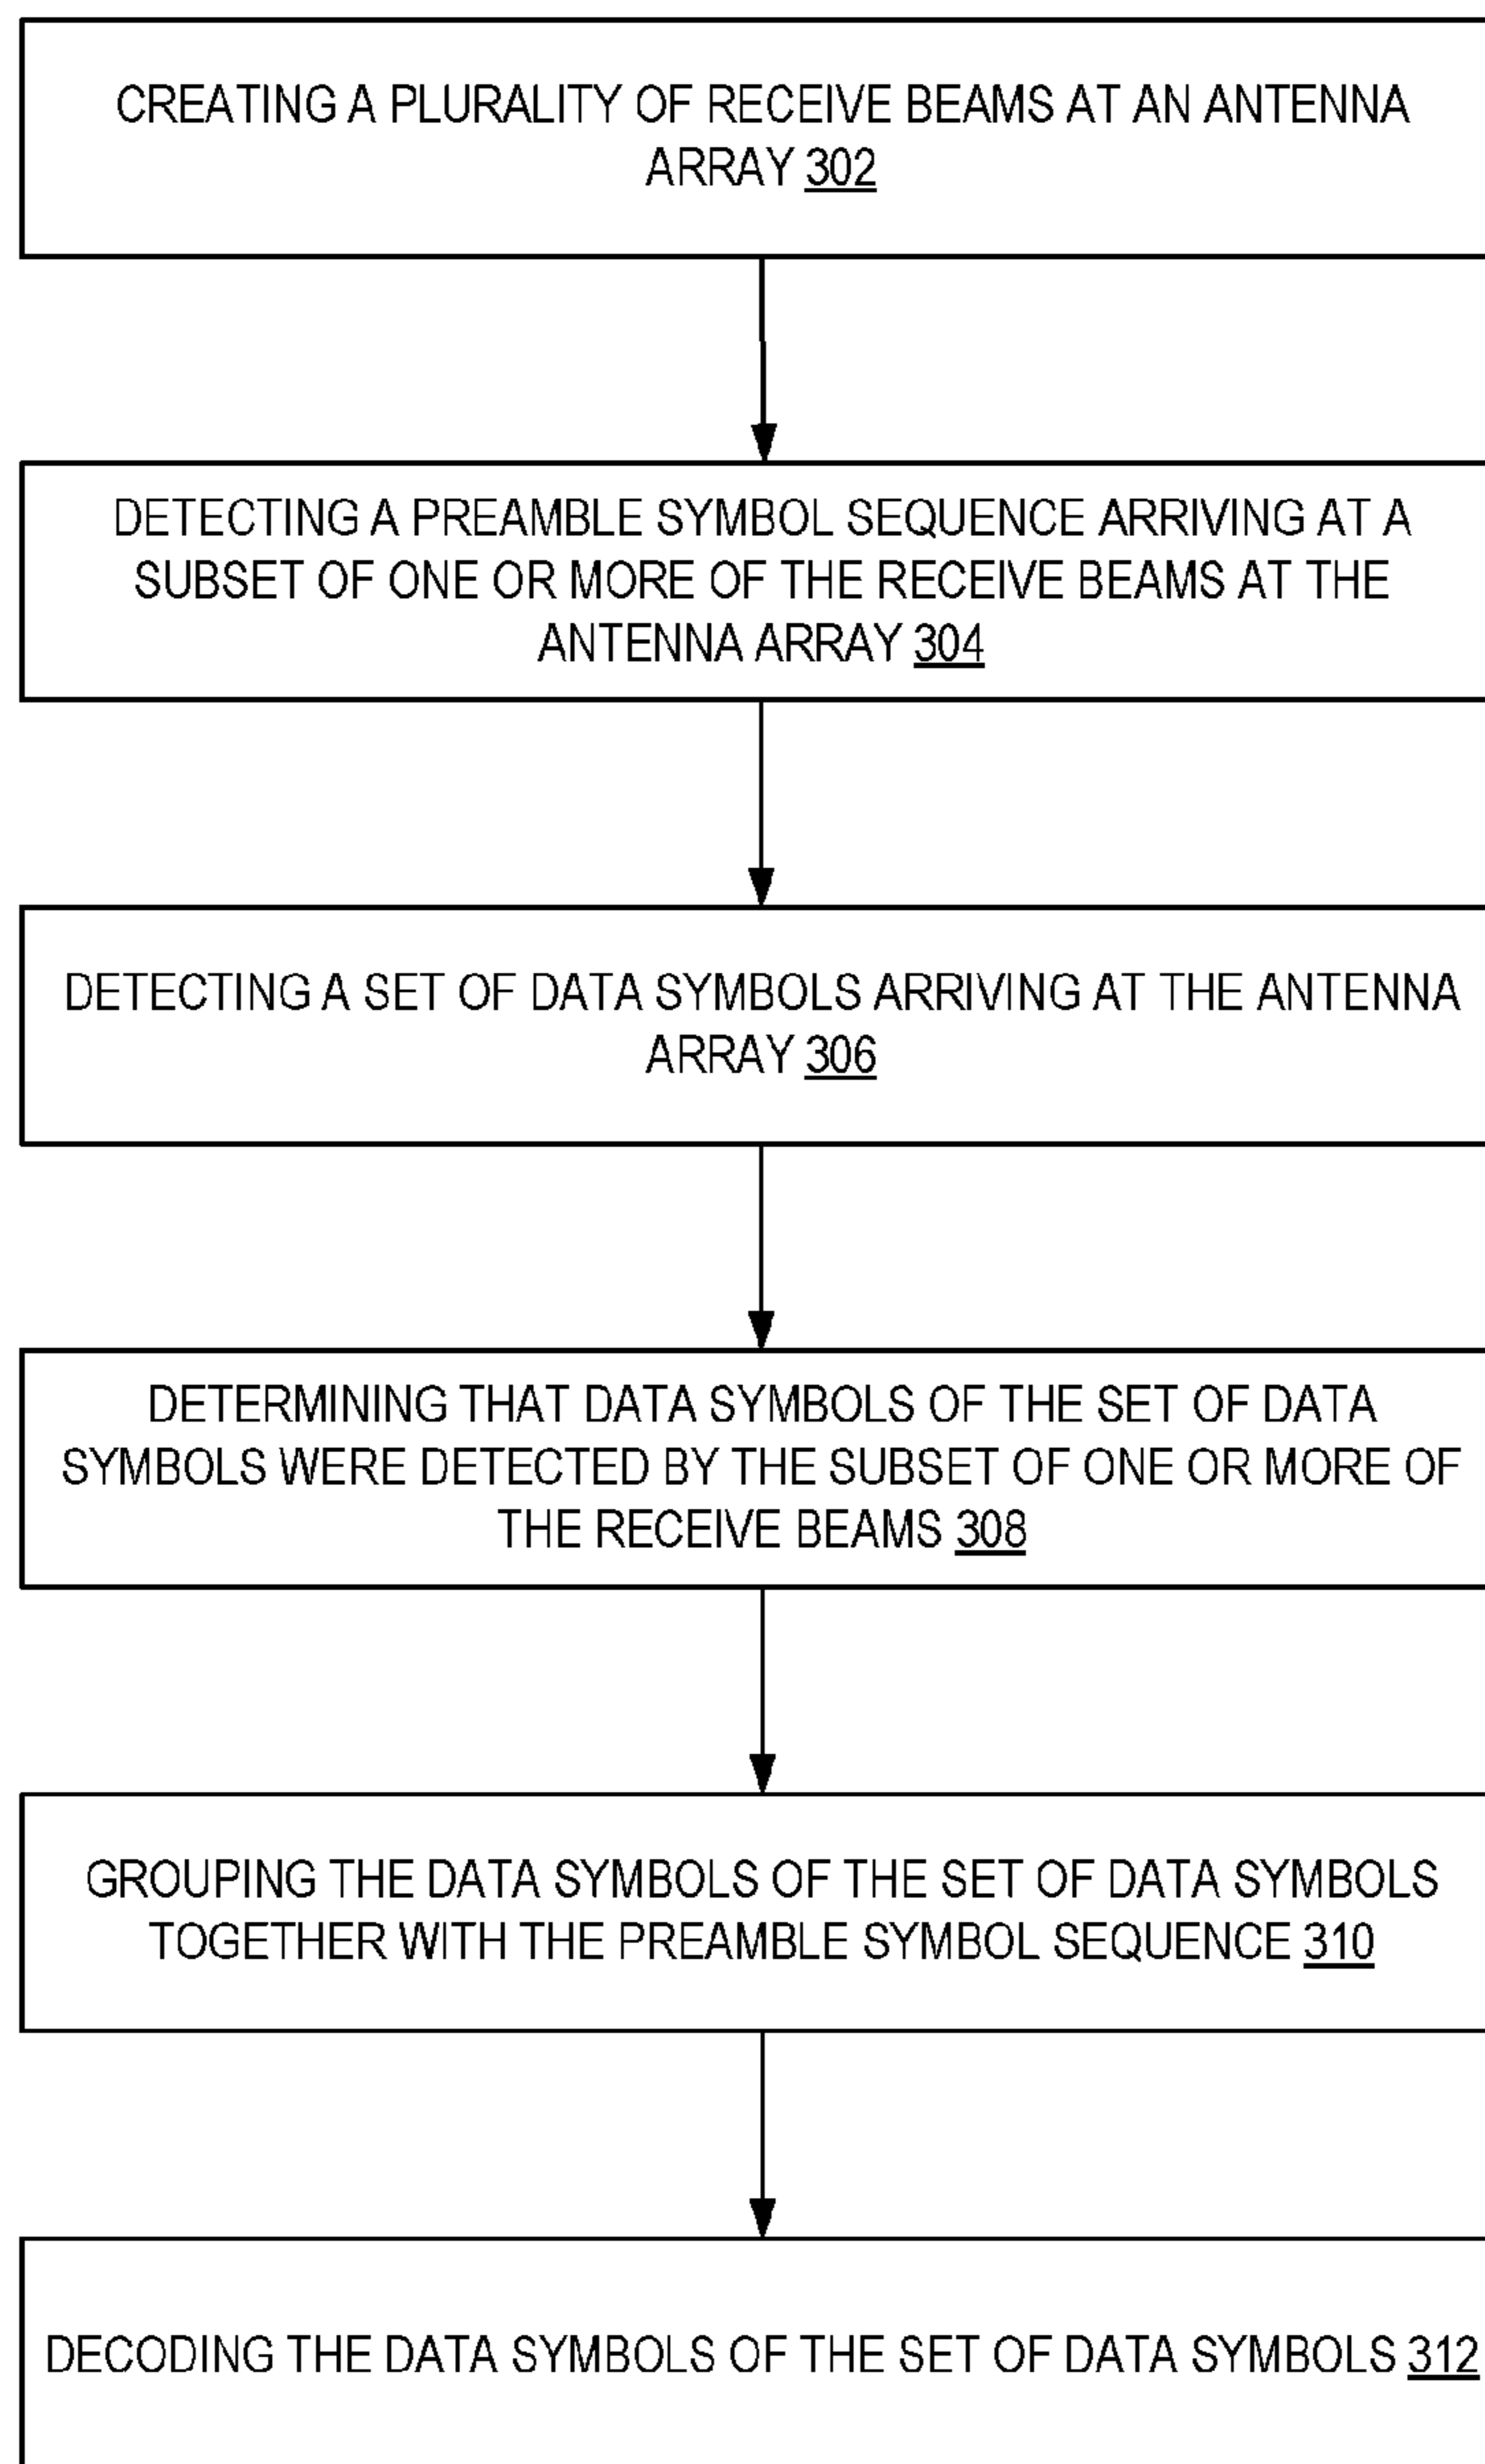 CREATING A PLURALITY OF RECEIVE BEAMS AT AN ANTENNA
ARRAY 302
DETECTING A PREAMBLE SYMBOL SEQUENCE ARRIVING AT A
SUBSET OF ONE OR MORE OF THE RECEIVE BEAMS AT THE
ANTENNA ARRAY 304
DETECTING A SET OF DATA SYMBOLS ARRIVING AT THE ANTENNA
ARRAY 306
DETERMINING THAT DATA SYMBOLS OF THE SET OF DATA
SYMBOLS WERE DETECTED BY THE SUBSET OF ONE OR MORE OF
THE RECEIVE BEAMS 308
GROUPING THE DATA SYMBOLS OF THE SET OF DATA SYMBOLS
TOGETHER WITH THE PREAMBLE SYMBOL SEQUENCE 310
DECODING THE DATA SYMBOLS OF THE SET OF DATA SYMBOLS 312